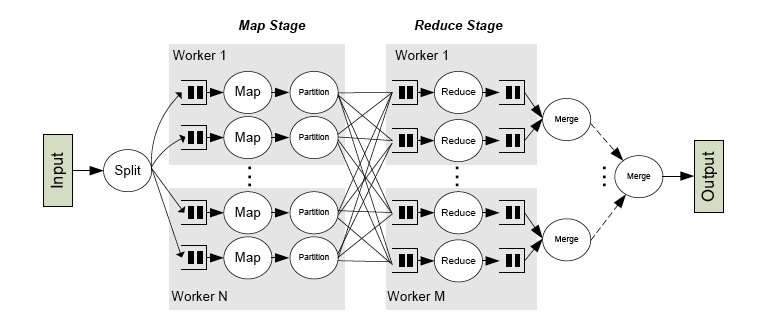 Map Stage
Reduce Stage
Worker 1
Worker 1
Map
Partition
Reduce
Merge
Map
Partition
Reduce
Input
Split
Merge
Output
Map
Partition
Reduce
Merge
Map
Partition
Reduce
Worker N
Worker M